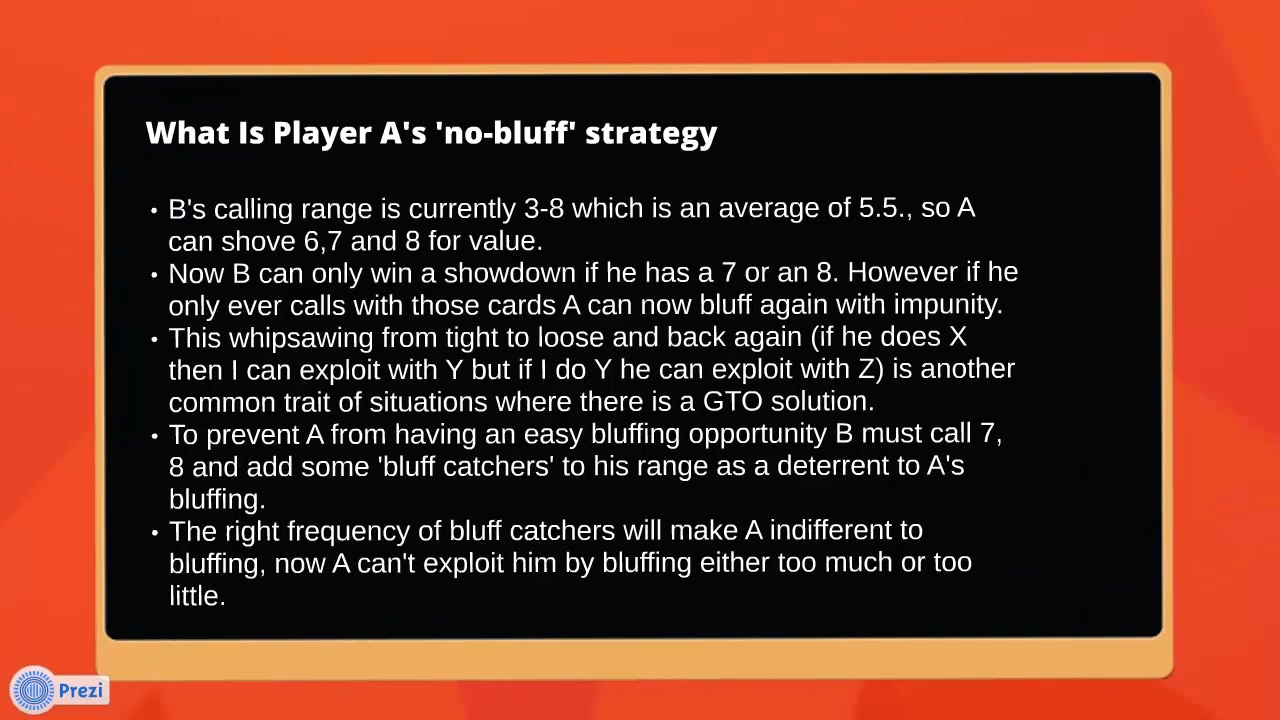 What Is Player A's 'no-bluff' strategy
• B's calling range is currently 3-8 which is an average of 5.5., so A
can shove 6,7 and 8 for value.
• Now B can only win a showdown if he has a 7 or an 8. However if he
only ever calls with those cards A can now bluff again with impunity.
• This whipsawing from tight to loose and back again (if he does X
then I can exploit with Y but if I do Y he can exploit with Z) is another
common trait of situations where there is a GTO solution.
• To prevent A from having an easy bluffing opportunity B must call 7,
8 and add some 'bluff catchers' to his range as a deterrent to A's
bluffing.
• The right frequency of bluff catchers will make A indifferent to
bluffing, now A can't exploit him by bluffing either too much or too
little.
Prezi